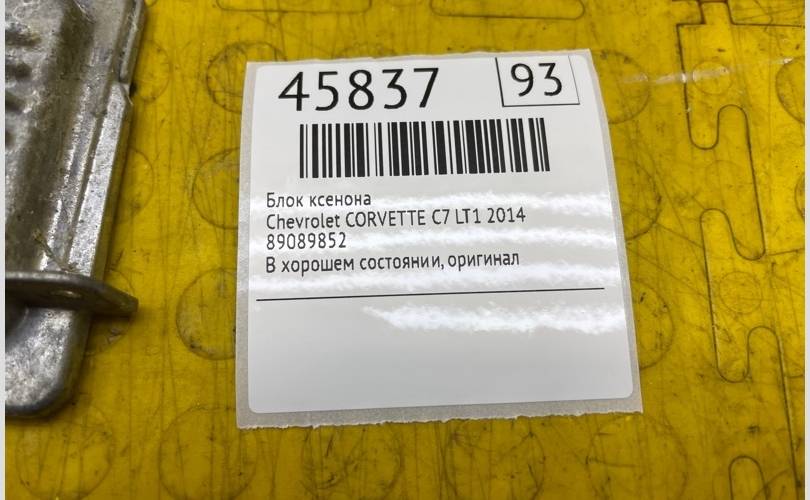 45837 93
Блок ксенона
Chevrolet CORVETTE C7 LT1 2014
89089852
В хорошем состоянии, оригинал